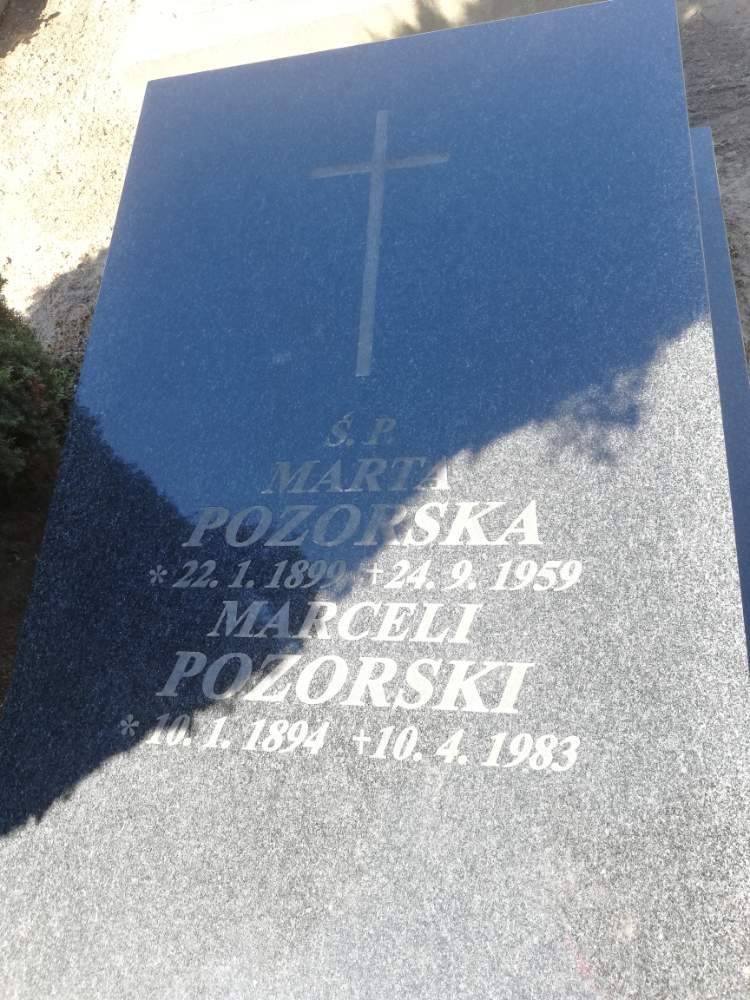 Ś. P.
MARTA
POZORSKA
* 22. 1. 1899 +24. 9. 1959
MARCELI
POZORSKI
* 10. 1. 1894 +10. 4. 1983